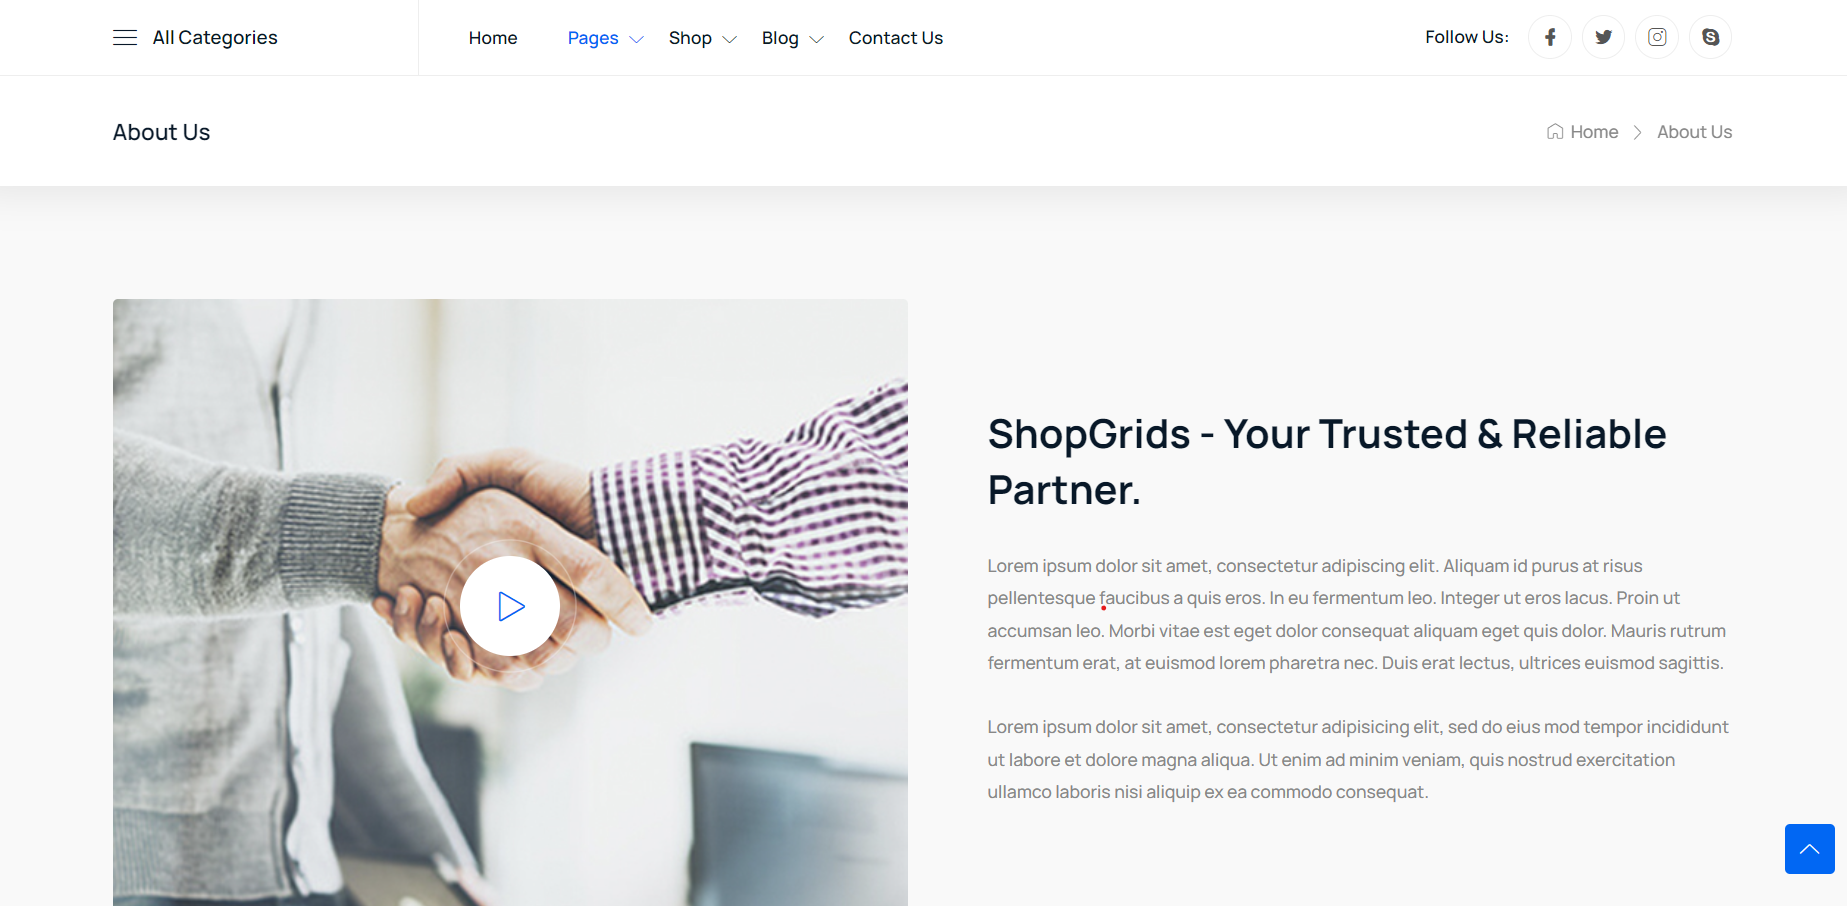 All Categories
Home
Pages
Shop
Blog
Contact Us
Follow Us:
About Us
Home
About Us
ShopGrids - Your Trusted & Reliable
Partner.
Lorem ipsum dolor sit amet, consectetur adipiscing elit. Aliquam id purus at risus
pellentesque faucibus a quis eros. In eu fermentum leo. Integer ut eros lacus. Proin ut
accumsan leo. Morbi vitae est eget dolor consequat aliquam eget quis dolor. Mauris rutrum
fermentum erat, at euismod lorem pharetra nec. Duis erat lectus, ultrices euismod sagittis.
Lorem ipsum dolor sit amet, consectetur adipisicing elit, sed do eius mod tempor incididunt
ut labore et dolore magna aliqua. Ut enim ad minim veniam, quis nostrud exercitation
ullamco laboris nisi aliquip ex ea commodo consequat.